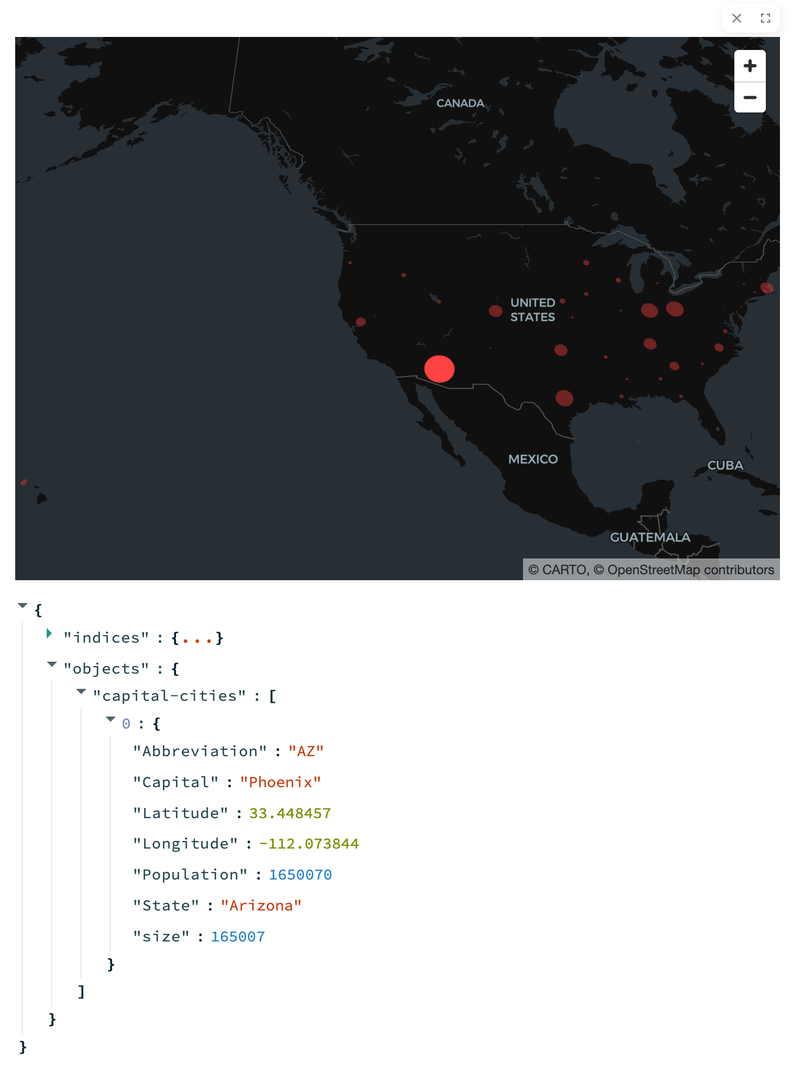 CANADA
+
−
UNITED
STATES
MEXICO
CUBA
GUATEMALA
© CARTO, © OpenStreetMap contributors
{
"indices" : {...}
"objects" : {
"capital-cities" : [
0 : {
"Abbreviation" : "AZ"
"Capital" : "Phoenix"
"Latitude" : 33.448457
"Longitude" : -112.073844
"Population" : 1650070
"State" : "Arizona"
"size" : 165007
}
]
}
}